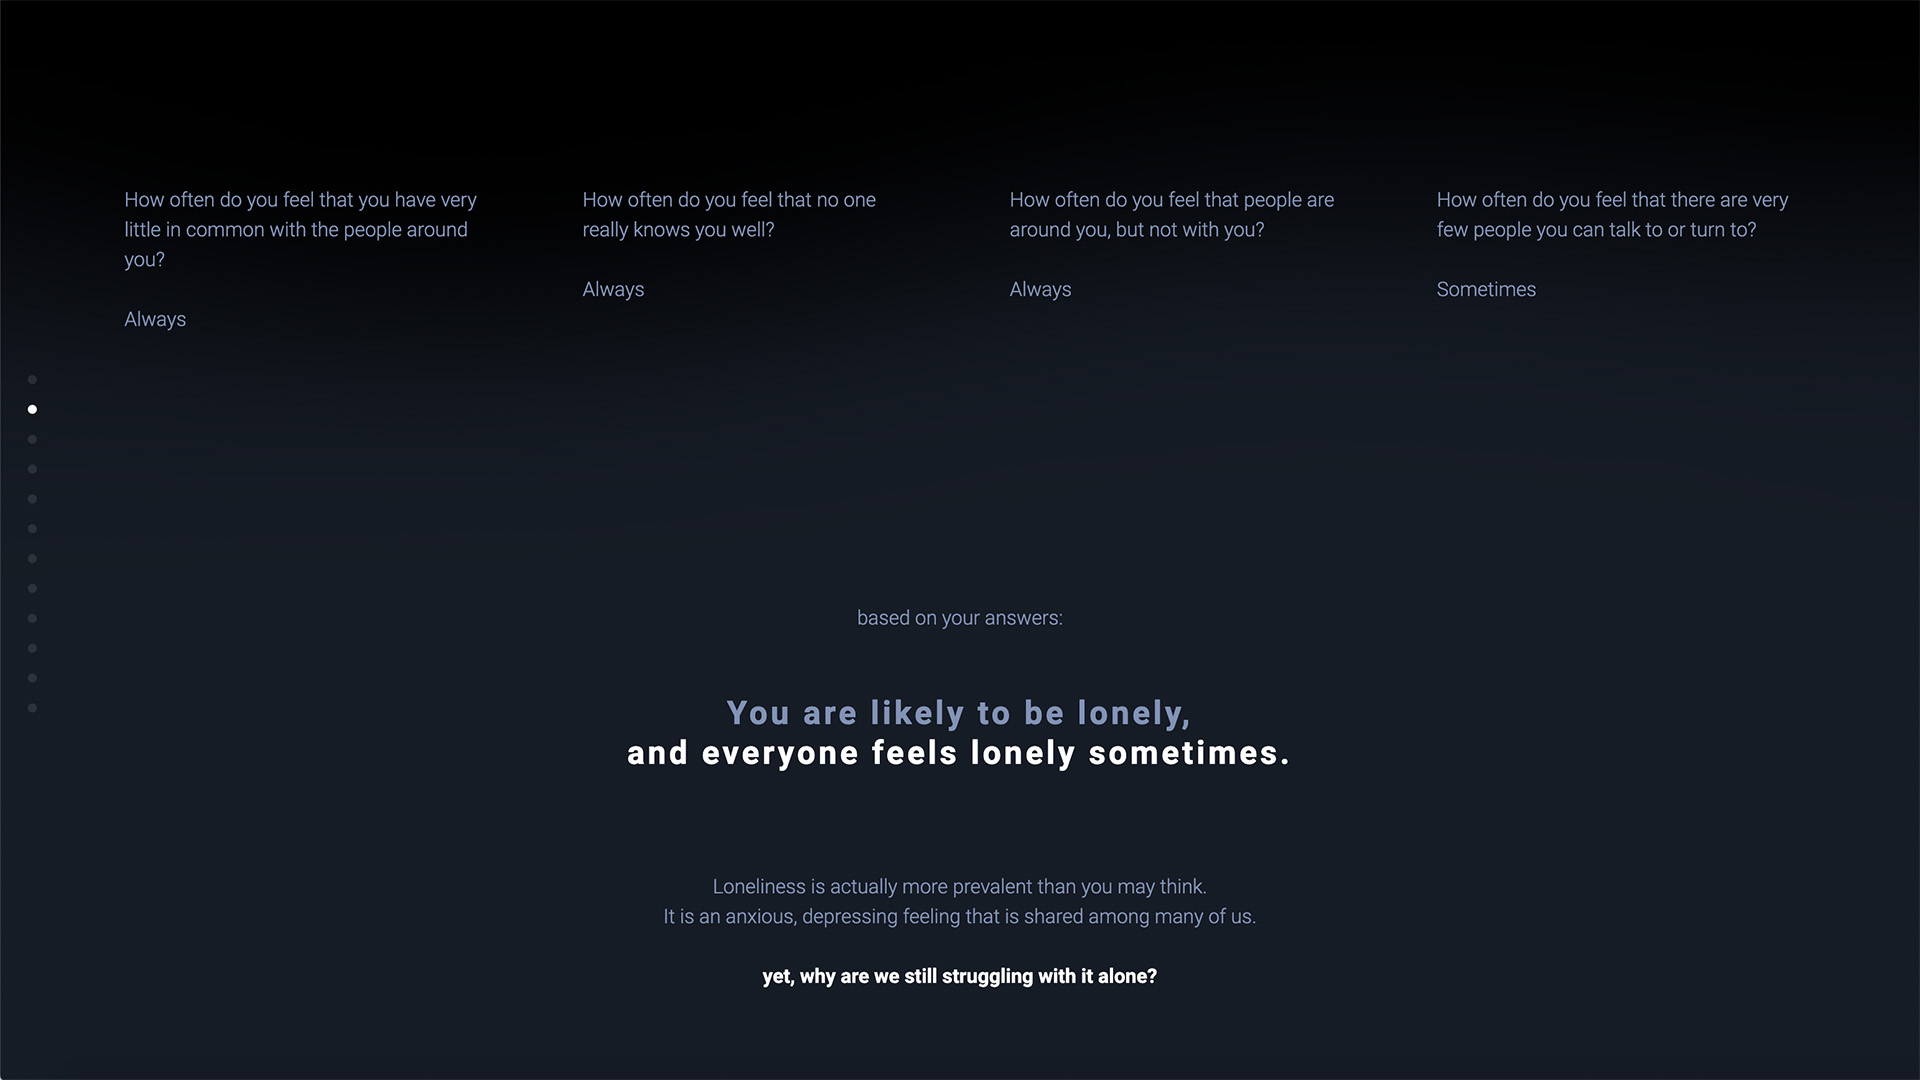 How often do you feel that you have very
little in common with the people around
you?
Always
How often do you feel that no one
really knows you well?
Always
How often do you feel that people are
around you, but not with you?
Always
How often do you feel that there are very
few people you can talk to or turn to?
Sometimes
based on your answers:
You are likely to be lonely,
and everyone feels lonely sometimes.
Loneliness is actually more prevalent than you may think.
It is an anxious, depressing feeling that is shared among many of us.
yet, why are we still struggling with it alone?